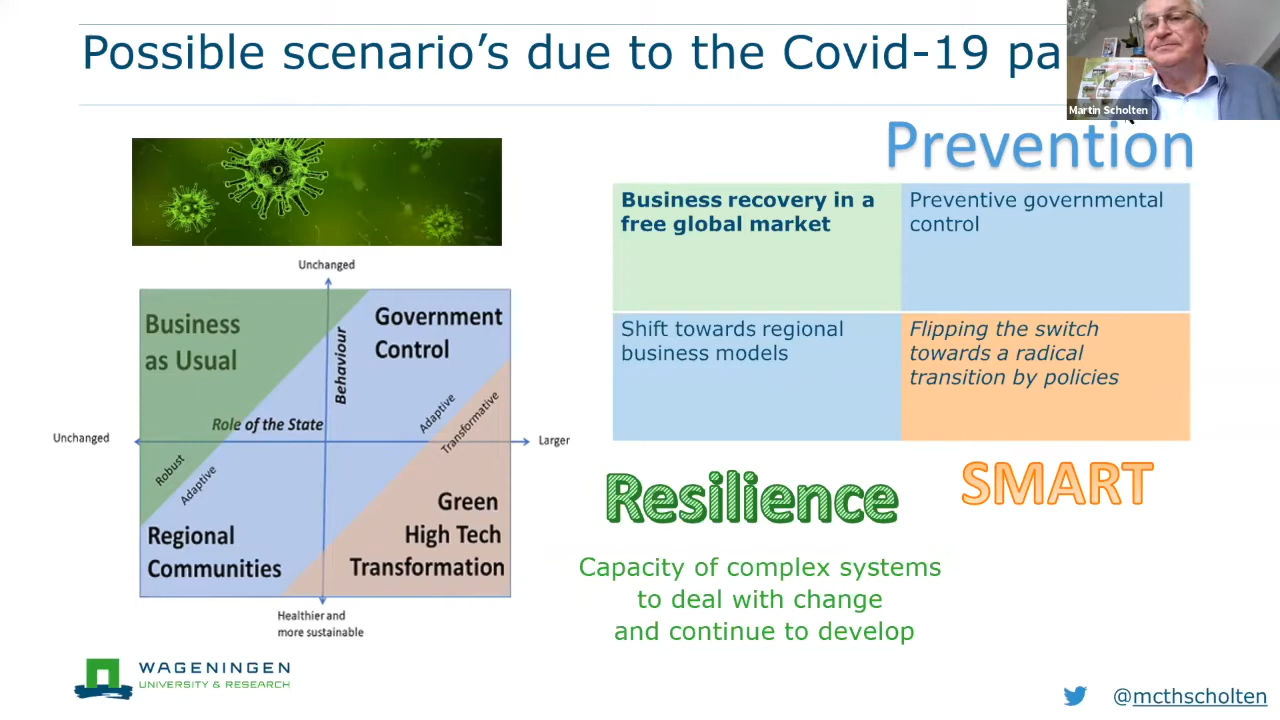 Possible scenario's due to the Covid-19 pa
Martin Scholten
Prevention
Business recovery in a
free global market
Preventive governmental
control
Shift towards regional
business models
Flipping the switch
towards a radical
transition by policies
Unchanged
Business
as Usual
Government
Control
Behaviour
Role of the State
Adaptive
Transformative
Unchanged
Larger
Robust
Adaptive
Regional
Communities
Green
High Tech
Transformation
Healthier and
more sustainable
Resilience
SMART
Capacity of complex systems
to deal with change
and continue to develop
WAGENINGEN
UNIVERSITY & RESEARCH
@mcthscholten